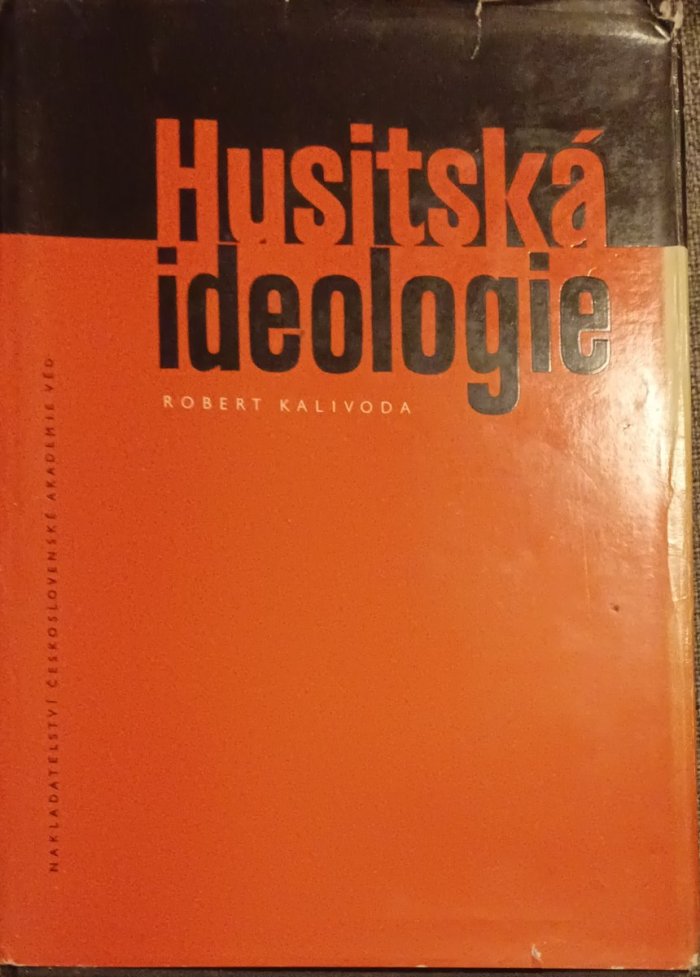 Husitská
ideologie
ROBERT KALIVODA
NAKLADATELSTVÍ ČESKOSLOVENSKÉ AKADEMIE VĚD